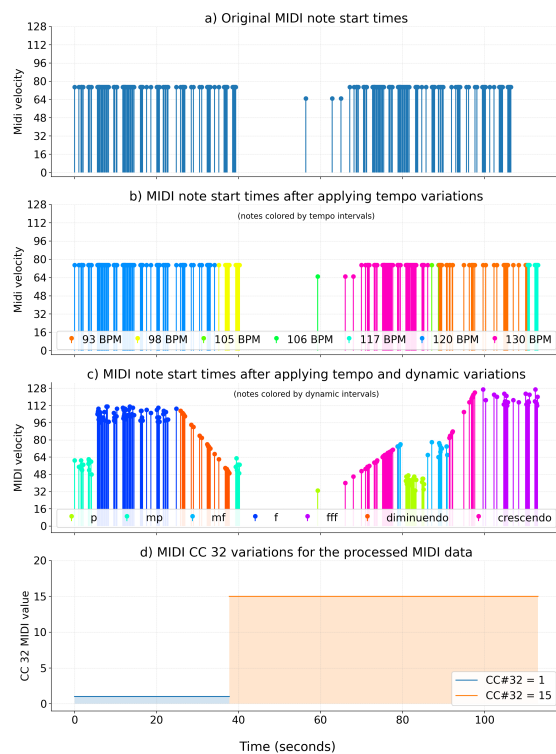 a) Original MIDI note start times
128
112
96
80
64
48
32
16
0
Midi velocity
b) MIDI note start times after applying tempo variations
(notes colored by tempo intervals)
128
112
96
80
64
48
32
16
0
Midi velocity
93 BPM 98 BPM 105 BPM 106 BPM 117 BPM 120 BPM 130 BPM
c) MIDI note start times after applying tempo and dynamic variations
(notes colored by dynamic intervals)
128
112
96
80
64
48
32
16
0
MIDI velocity
p mp mf f fff diminuendo crescendo
d) MIDI CC 32 variations for the processed MIDI data
20
15
10
5
0
CC 32 MIDI value
CC#32 = 1
CC#32 = 15
0 20 40 60 80 100
Time (seconds)